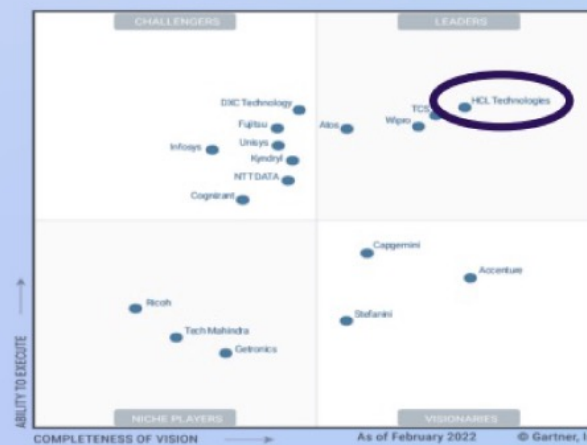 CHALLENGERS
LEADERS
DXC Technology
HCL Technologies
TCS
Fujitsu
Atos
Wipro
Unisys
Infosys
Kyndryl
NTT DATA
Cognizant
Capgemini
Accenture
Ricoh
Stefanini
Tech Mahindra
Getronics
ABILITY TO EXECUTE
NICHE PLAYERS
VISIONARIES
COMPLETENESS OF VISION
As of February 2022
© Gartner,